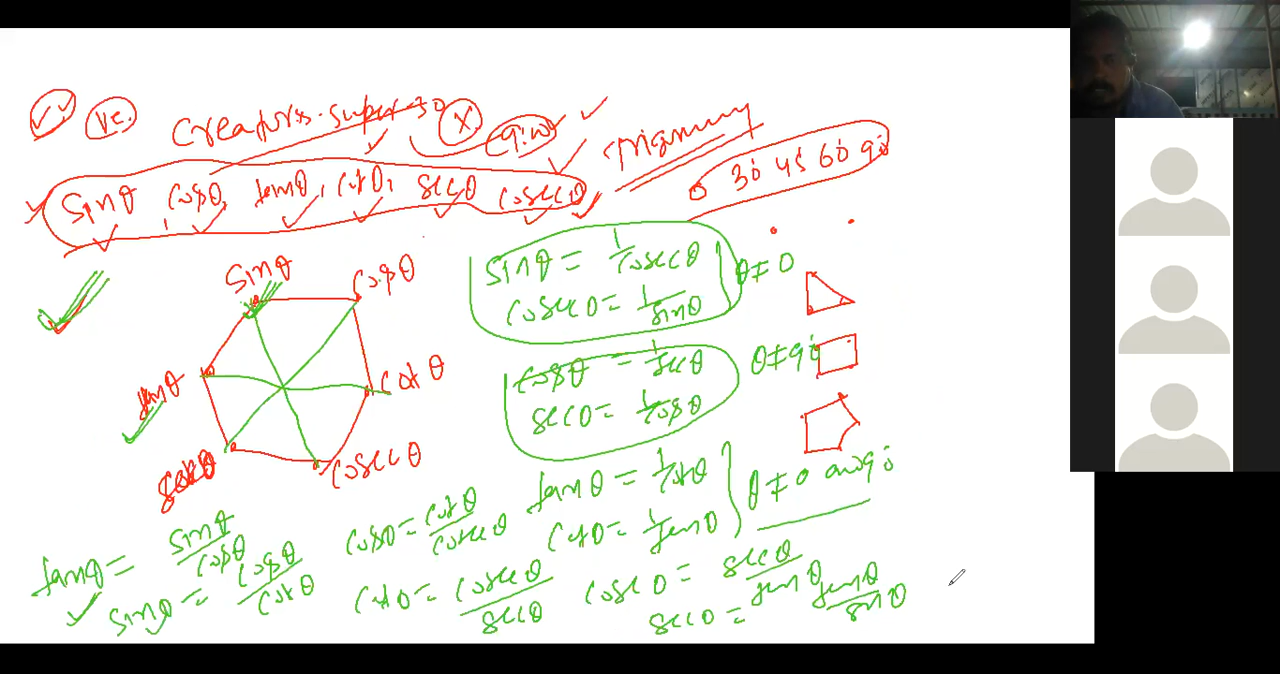 Ve.
Creators. super 30 X
sinθ cosθ, tanθ, cotθ, secθ cosecθ
0 30 45 60 90
sinθ
cosθ
cotθ
cosecθ
secθ
tanθ
sinθ = 1/cosecθ
cosecθ = 1/sinθ
θ ≠ 0
cosθ = 1/secθ
secθ = 1/cosθ
θ ≠ 90
tanθ = 1/cotθ
cotθ = 1/tanθ
θ ≠ 0 and 90
tanθ = sinθ/cosθ
sinθ = cosθ/cotθ
cosθ = cotθ/cosecθ
cotθ = cosecθ/secθ
cosecθ = secθ/tanθ
secθ = tanθ/sinθ